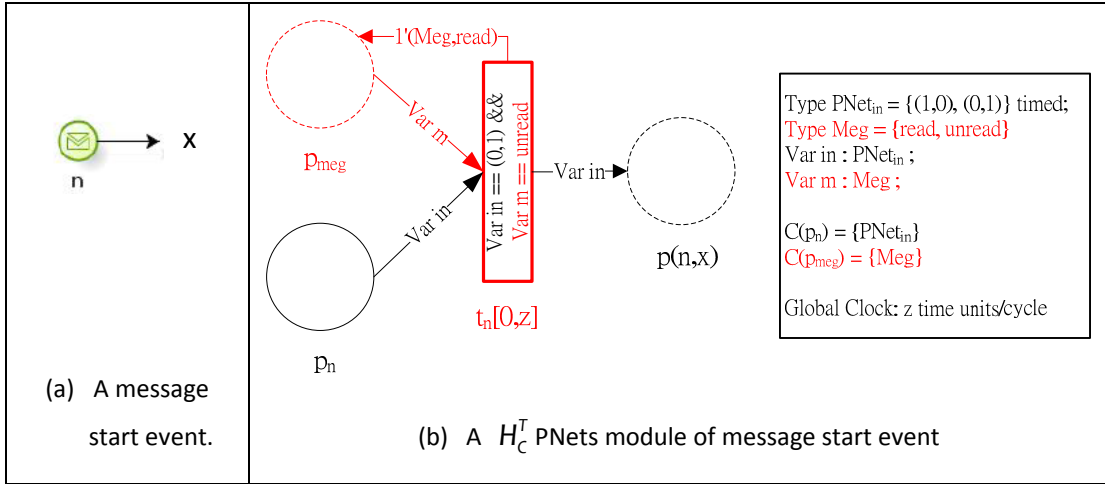 n
x
(a) A message
start event.
1'(Meg,read)
Var m
p_meg
Var in
p_n
Var in == (0,1) &&
Var m == unread
t_n[0,z]
Var in
p(n,x)
Type PNet_in = {(1,0), (0,1)} timed;
Type Meg = {read, unread}
Var in : PNet_in ;
Var m : Meg ;
C(p_n) = {PNet_in}
C(p_meg) = {Meg}
Global Clock: z time units/cycle
(b) A H_C^T PNets module of message start event